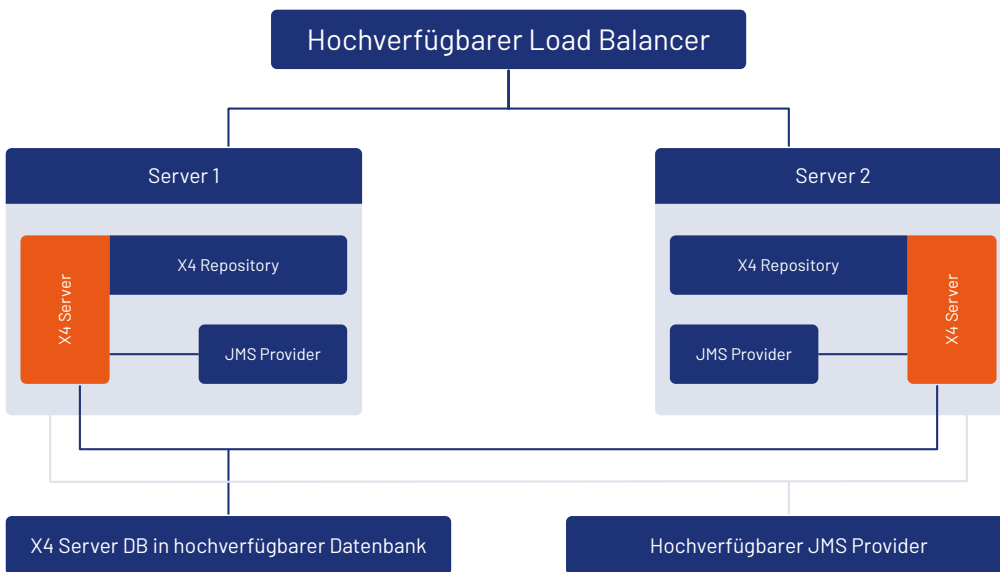 Hochverfügbarer Load Balancer
Server 1
Server 2
X4 Server
X4 Repository
JMS Provider
X4 Repository
JMS Provider
X4 Server
X4 Server DB in hochverfügbarer Datenbank
Hochverfügbarer JMS Provider